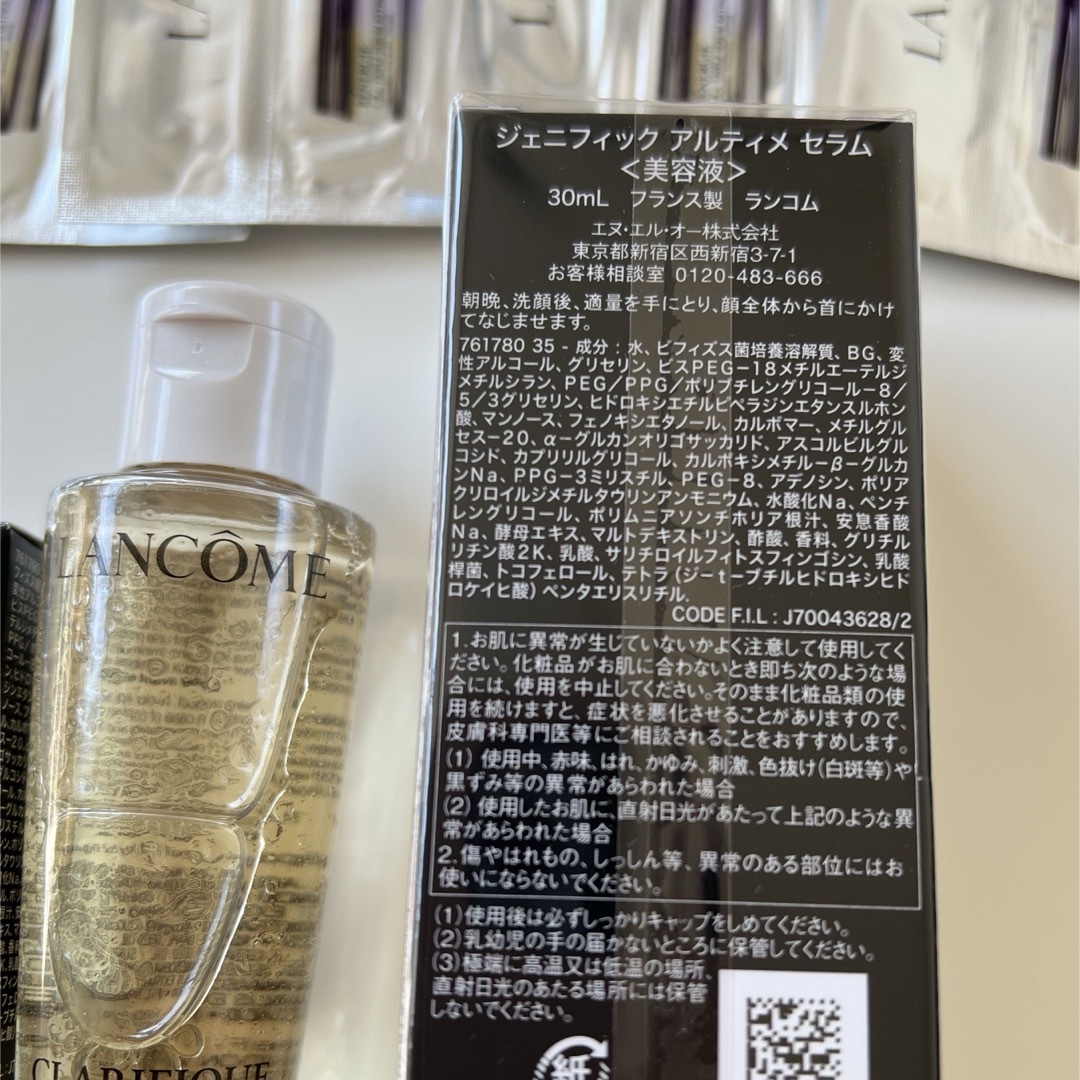 ジェニフィック アルティメ セラム
<美容液>
30mL フランス製 ランコム
エヌ・エル・オー株式会社
東京都新宿区西新宿3-7-1
お客様相談室 0120-483-666
朝晩、洗顔後、適量を手にとり、顔全体から首にかけ
てなじませます。
761780 35 - 成分:水、ビフィズス菌培養溶解質、BG、変
性アルコール、グリセリン、ビスPEG-18メチルエーテルジ
メチルシラン、PEG/PPG/ポリブチレングリコール-8/
5/3グリセリン、ヒドロキシエチルピペラジンエタンスルホン
酸、マンノース、フェノキシエタノール、カルボマー、メチルグル
セス-20、α-グルカンオリゴサッカリド、アスコルビルグル
コシド、カプリリルグリコール、カルボキシメチル-β-グルカ
ンNa、PPG-3ミリスチル、PEG-8、アデノシン、ポリア
クリロイルジメチルタウリンアンモニウム、水酸化Na、ペンチ
レングリコール、ポリムニアソンチホリア根汁、安息香酸
Na、酵母エキス、マルトデキストリン、酢酸、香料、グリチル
リチン酸2K、乳酸、サリチロイルフィトスフィンゴシン、乳酸
桿菌、トコフェロール、テトラ(ジ-t-ブチルヒドロキシヒド
ロケイヒ酸)ペンタエリスリチル.
CODE F.I.L : J70043628/2
1.お肌に異常が生じていないかよく注意して使用してく
ださい。化粧品がお肌に合わないとき即ち次のような場
合には、使用を中止してください。そのまま化粧品類の使
用を続けますと、症状を悪化させることがありますので、
皮膚科専門医等にご相談されることをおすすめします。
(1) 使用中、赤味、はれ、かゆみ、刺激、色抜け(白斑等)や
黒ずみ等の異常があらわれた場合
(2) 使用したお肌に、直射日光があたって上記のような異
常があらわれた場合
2.傷やはれもの、しっしん等、異常のある部位にはお
使いにならないでください。
(1)使用後は必ずしっかりキャップをしめてください。
(2)乳幼児の手の届かないところに保管してください。
(3)極端に高温又は低温の場所、
直射日光のあたる場所には保管
しないでください。
紙
LANCÔME
CLARIFIQUE